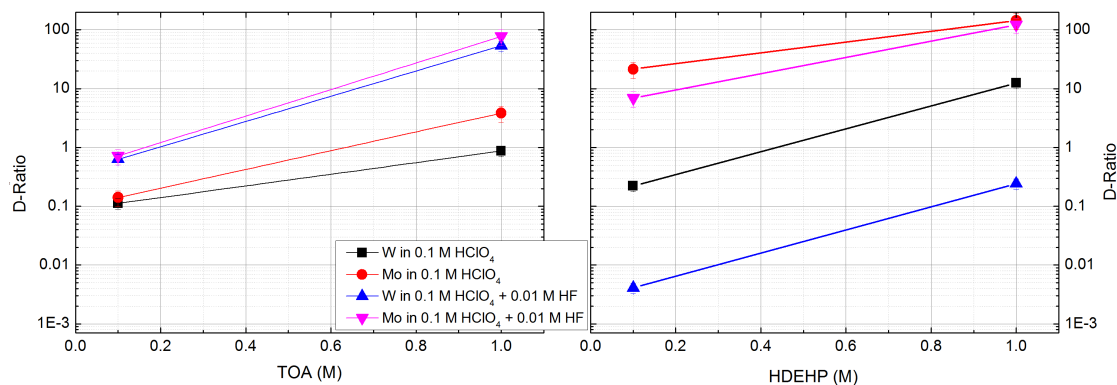 D-Ratio
100
10
1
0.1
0.01
1E-3
0.0 0.2 0.4 0.6 0.8 1.0
TOA (M)
W in 0.1 M HClO₄
Mo in 0.1 M HClO₄
W in 0.1 M HClO₄ + 0.01 M HF
Mo in 0.1 M HClO₄ + 0.01 M HF
0.0 0.2 0.4 0.6 0.8 1.0
HDEHP (M)
100
10
1
0.1
0.01
1E-3
D-Ratio